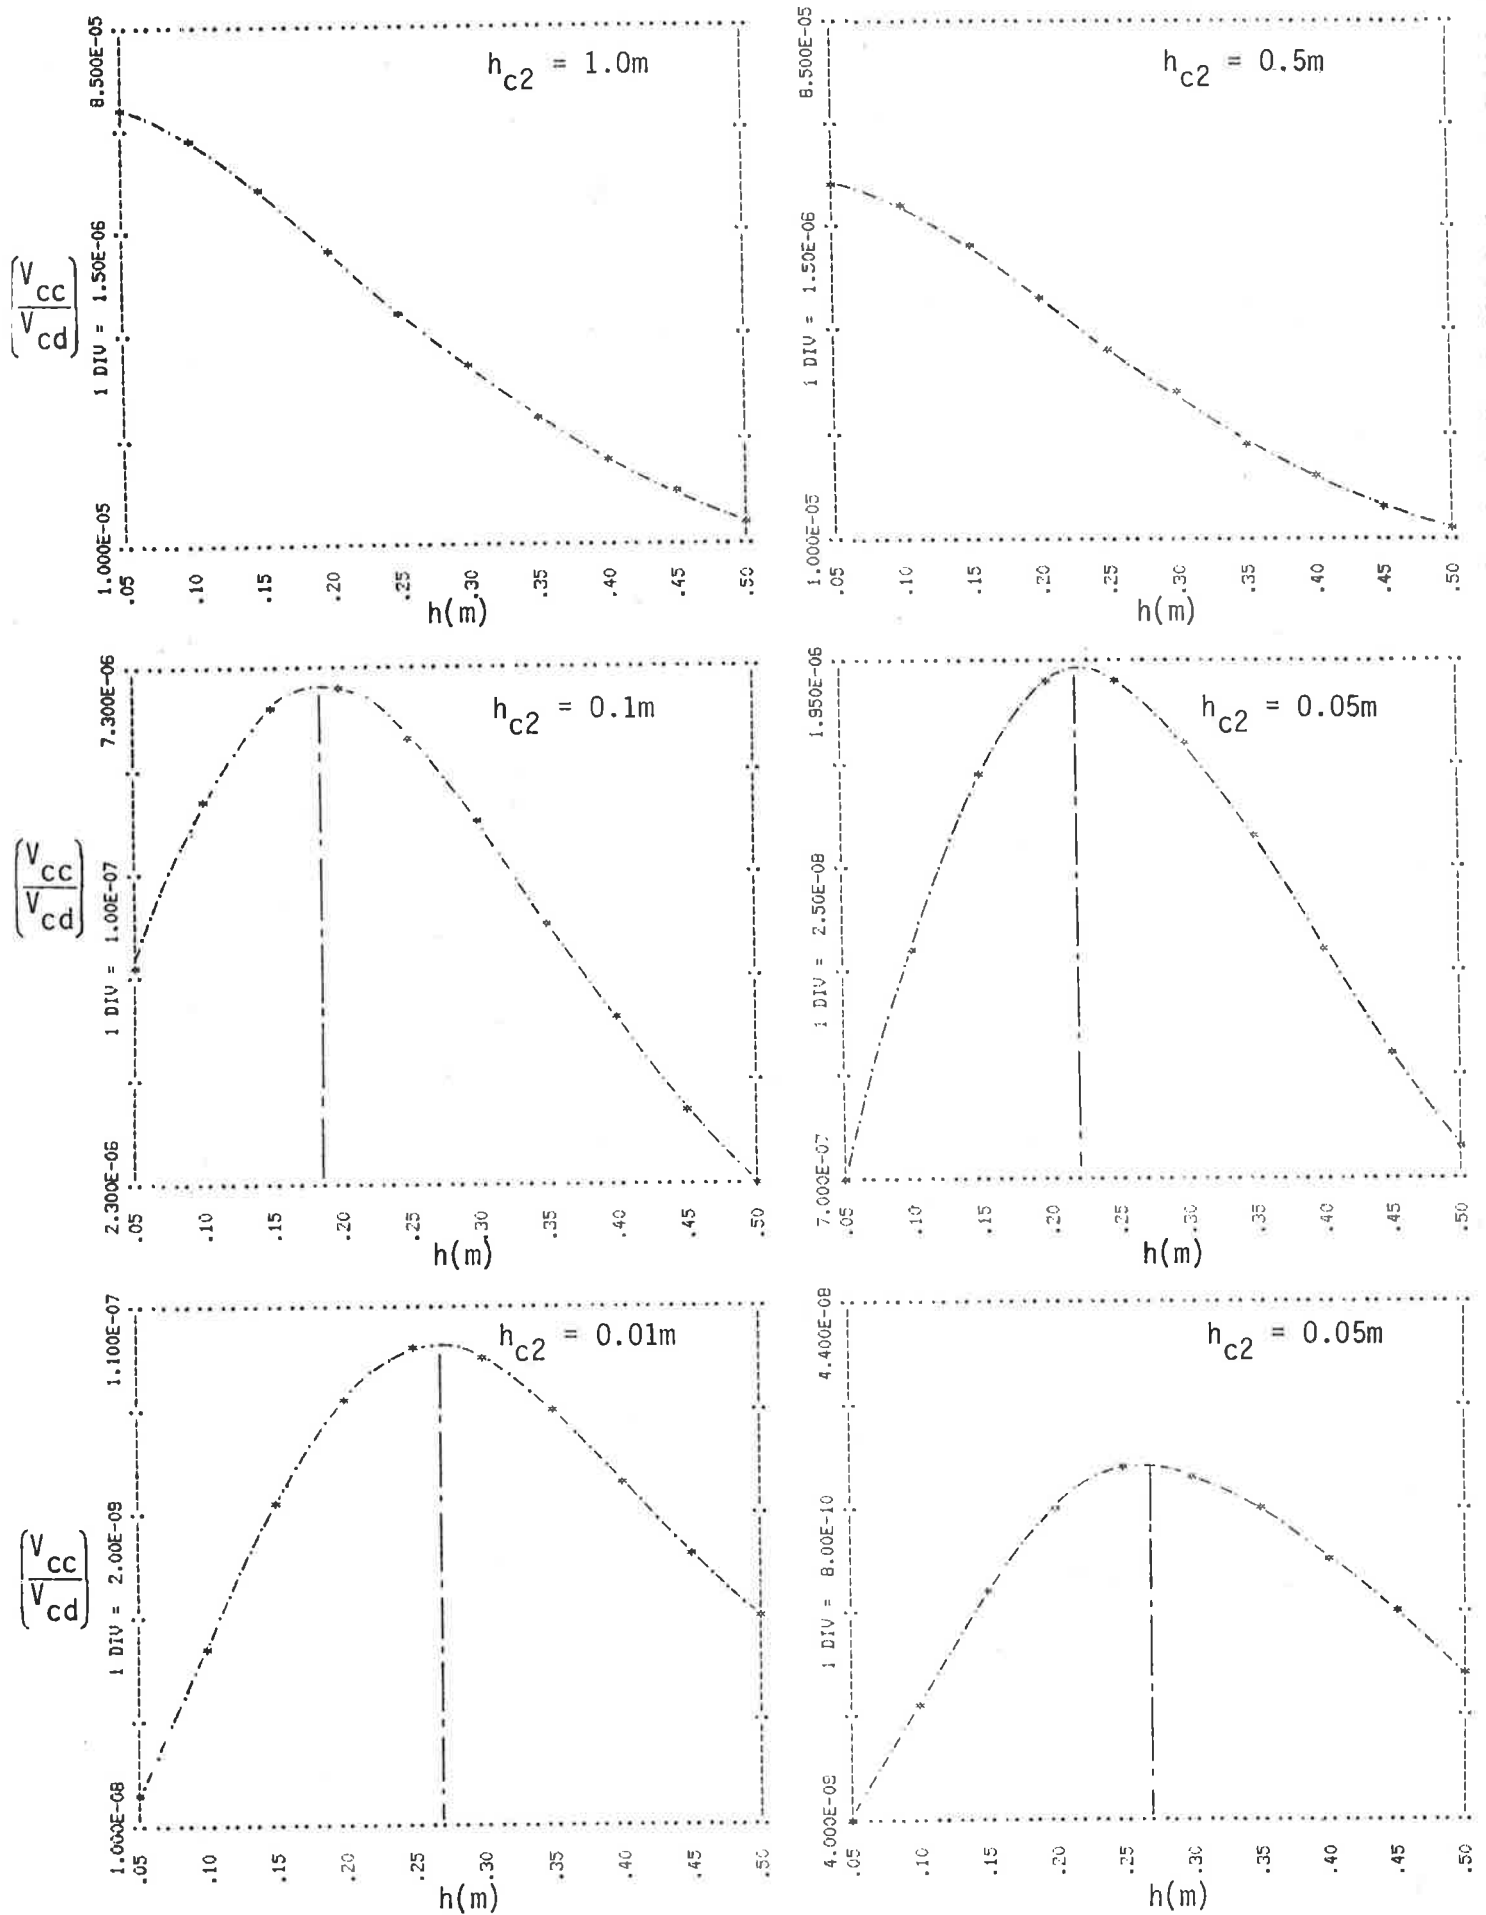 h_c2 = 1.0m
8.500E-05
1 DIV = 1.50E-06
1.000E-05
(V_cc / V_cd)
.05 .10 .15 .20 .25 .30 .35 .40 .45 .50
h(m)
h_c2 = 0.5m
8.500E-05
1 DIV = 1.50E-06
1.000E-05
.05 .10 .15 .20 .25 .30 .35 .40 .45 .50
h(m)
h_c2 = 0.1m
7.300E-06
1 DIV = 1.00E-07
2.300E-06
(V_cc / V_cd)
.05 .10 .15 .20 .25 .30 .35 .40 .45 .50
h(m)
h_c2 = 0.05m
1.950E-06
1 DIV = 2.50E-08
7.000E-07
.05 .10 .15 .20 .25 .30 .35 .40 .45 .50
h(m)
h_c2 = 0.01m
1.100E-07
1 DIV = 2.00E-09
1.000E-08
(V_cc / V_cd)
.05 .10 .15 .20 .25 .30 .35 .40 .45 .50
h(m)
h_c2 = 0.05m
4.400E-08
1 DIV = 8.00E-10
4.000E-09
.05 .10 .15 .20 .25 .30 .35 .40 .45 .50
h(m)